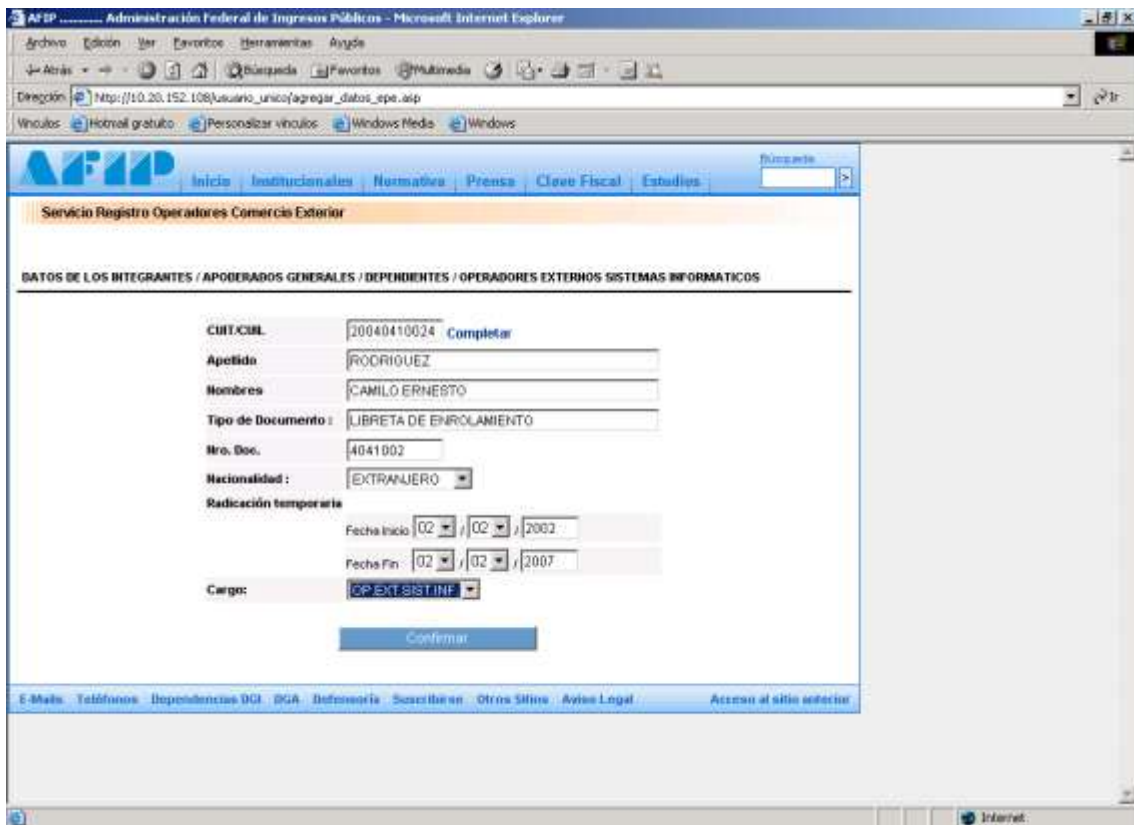 AFIP ........... Administración Federal de Ingresos Públicos - Microsoft Internet Explorer
Archivo Edición Ver Favoritos Herramientas Ayuda
Atrás Búsqueda Favoritos Multimedia
Dirección http://10.20.152.108/usuario_unico/agregar_datos_epe.asp Ir
Vínculos Hotmail gratuito Personalizar vínculos Windows Media Windows
Búsqueda
AFIP Inicio Institucionales Normativa Prensa Clave Fiscal Estudios >
Servicio Registro Operadores Comercio Exterior
DATOS DE LOS INTEGRANTES / APODERADOS GENERALES / DEPENDIENTES / OPERADORES EXTERNOS SISTEMAS INFORMATICOS
CUIT/CUIL 20040410024 Completar
Apellido RODRIGUEZ
Nombres CAMILO ERNESTO
Tipo de Documento : LIBRETA DE ENROLAMIENTO
Nro. Doc. 4041002
Nacionalidad : EXTRANJERO
Radicación temporaria
Fecha Inicio 02 / 02 / 2002
Fecha Fin 02 / 02 / 2007
Cargo: OP.EXT.SIST.INF
Confirmar
E-Mails Teléfonos Dependencias DGI DGA Defensoría Suscribirse Otros Sitios Aviso Legal Acceso al sitio anterior
Internet